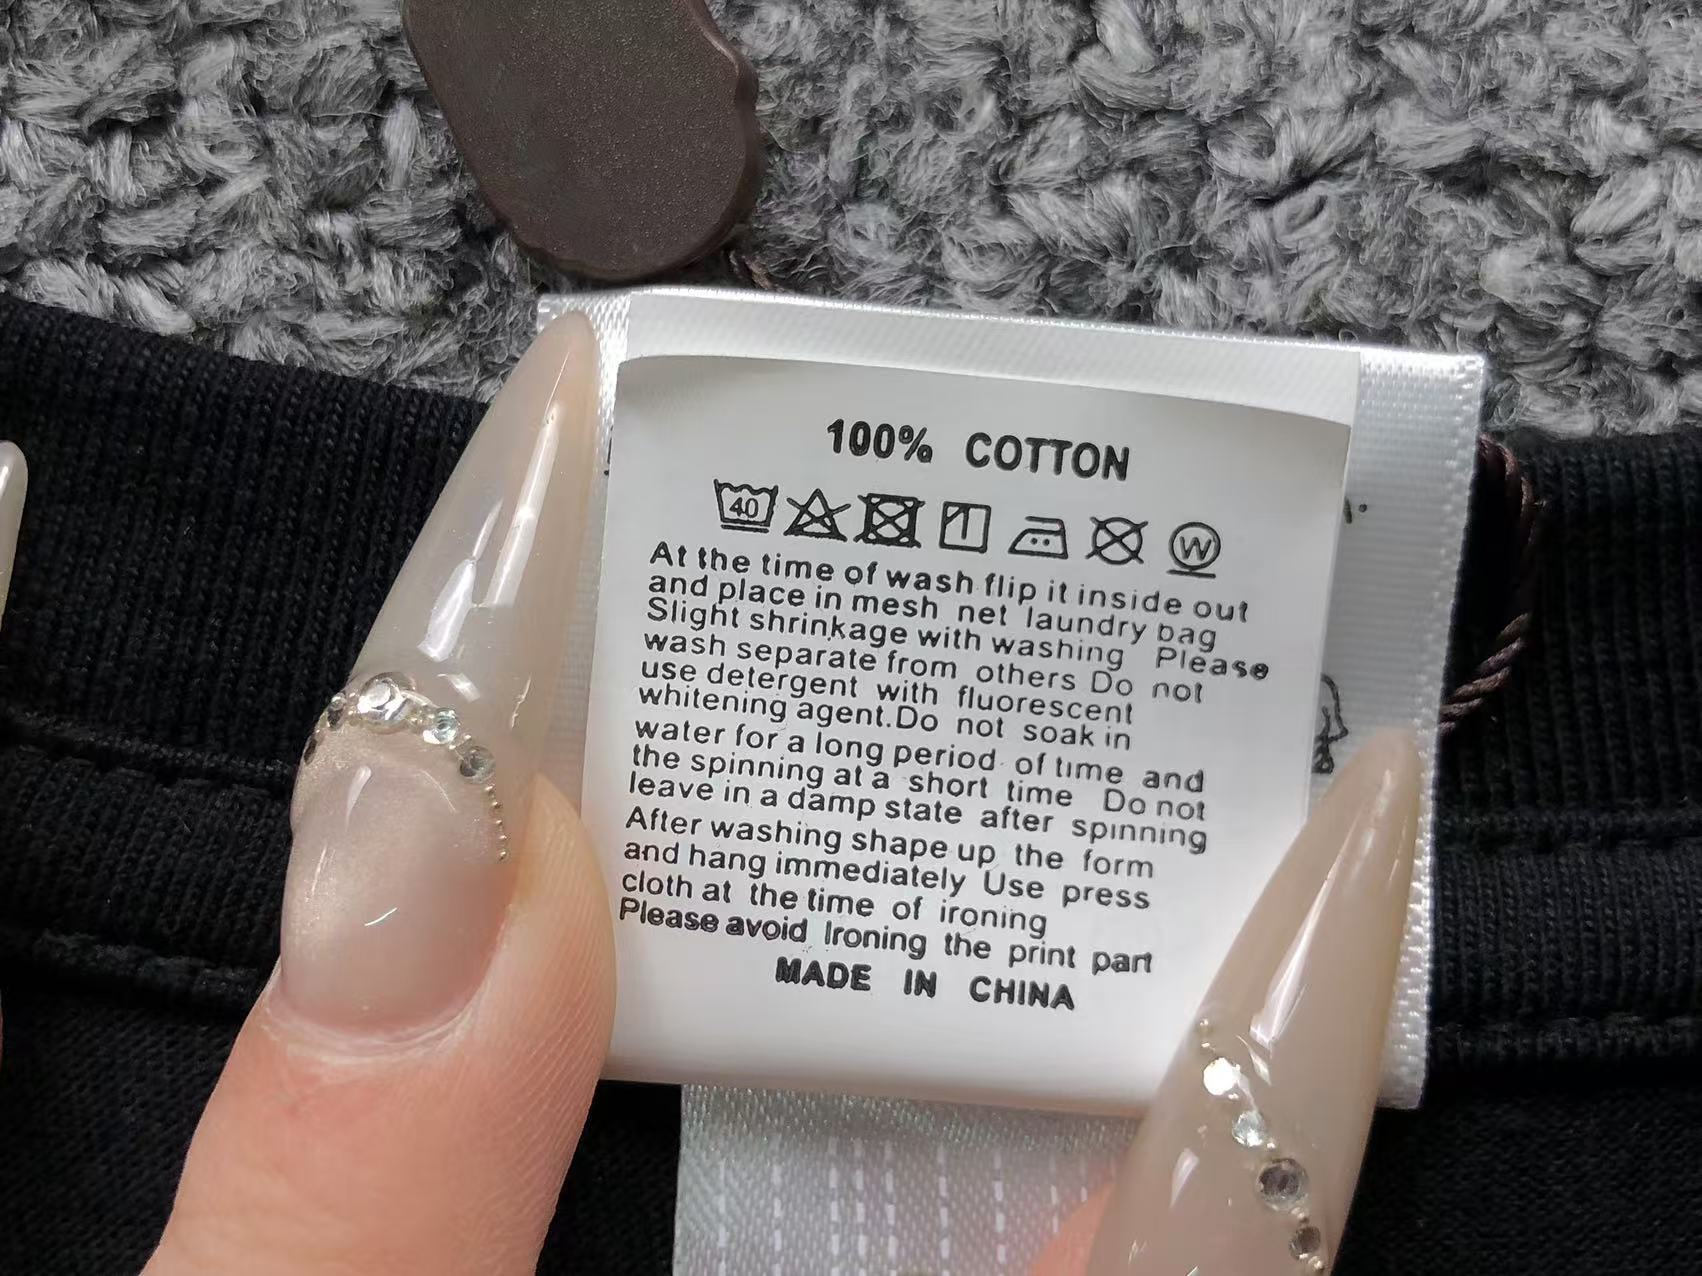 100% COTTON
40 W
At the time of wash flip it inside out
and place in mesh net laundry bag
Slight shrinkage with washing Please
wash separate from others Do not
use detergent with fluorescent
whitening agent.Do not soak in
water for a long period of time and
the spinning at a short time Do not
leave in a damp state after spinning
After washing shape up the form
and hang immediately Use press
cloth at the time of ironing
Please avoid Ironing the print part
MADE IN CHINA